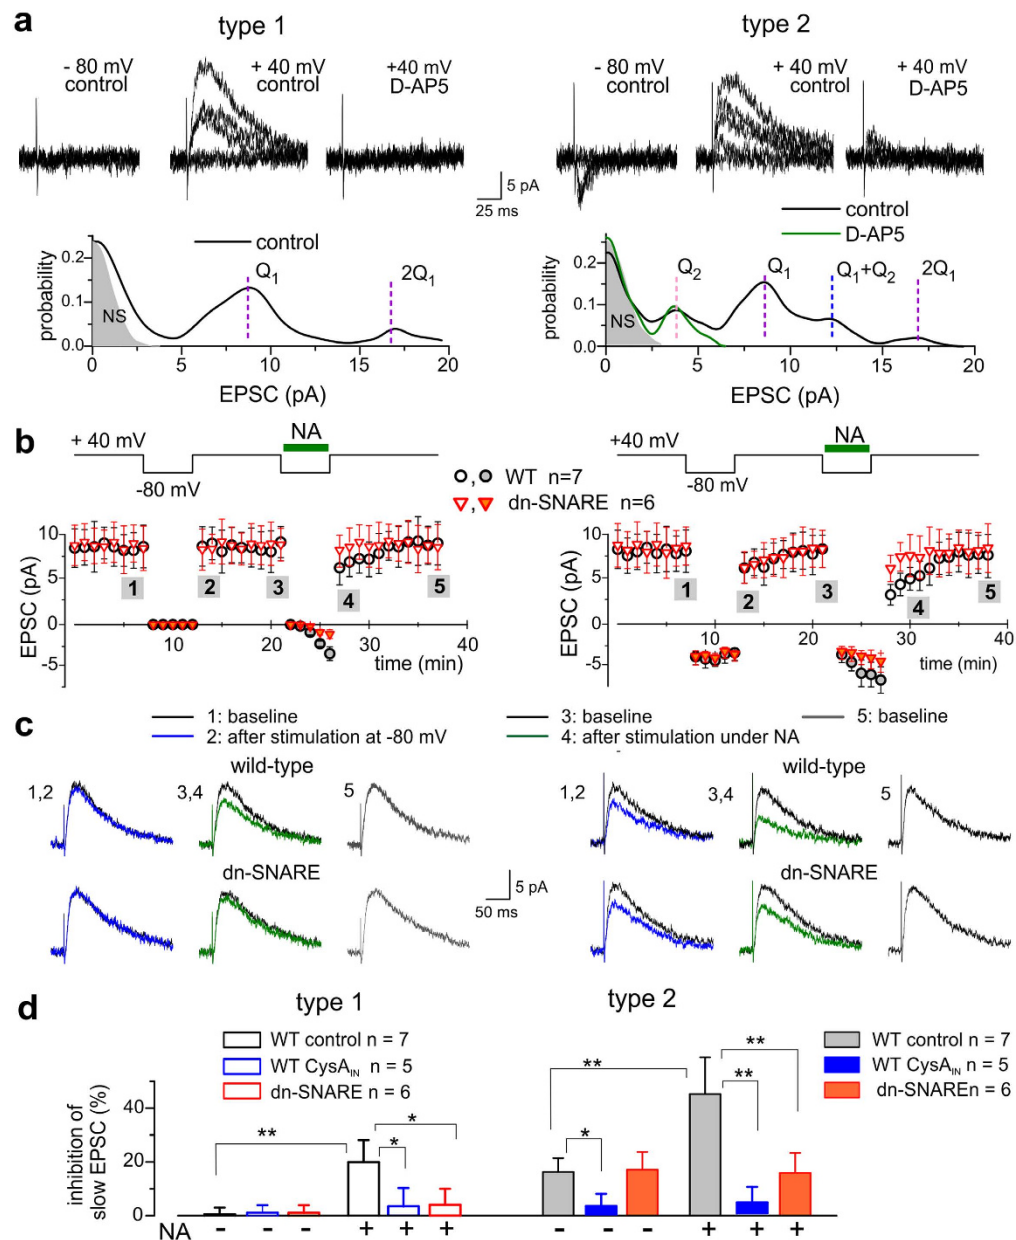 a
type 1
type 2
- 80 mV
control
+ 40 mV
control
+40 mV
D-AP5
- 80 mV
control
+ 40 mV
control
+ 40 mV
D-AP5
5 pA
25 ms
control
control
D-AP5
probability
0.2
0.1
0.0
NS
Q1
2Q1
0 5 10 15 20
EPSC (pA)
probability
0.2
0.1
0.0
NS
Q2
Q1
Q1+Q2
2Q1
0 5 10 15 20
EPSC (pA)
b
+ 40 mV
-80 mV
NA
, WT n=7
, dn-SNARE n=6
+40 mV
-80 mV
NA
EPSC (pA)
10
5
0
-5
1
2
3
4
5
10 20 30 40
time (min)
EPSC (pA)
10
5
0
-5
1
2
3
4
5
10 20 30 40
time (min)
c
1: baseline
2: after stimulation at -80 mV
3: baseline
4: after stimulation under NA
5: baseline
wild-type
wild-type
1,2
3,4
5
1,2
3,4
5
dn-SNARE
dn-SNARE
5 pA
50 ms
d
type 1
type 2
WT control n = 7
WT CysAIN n = 5
dn-SNARE n = 6
WT control n = 7
WT CysAIN n = 5
dn-SNAREn = 6
inhibition of
slow EPSC (%)
40
20
0
**
*
*
**
*
**
**
NA - - - + + + - - - + + +